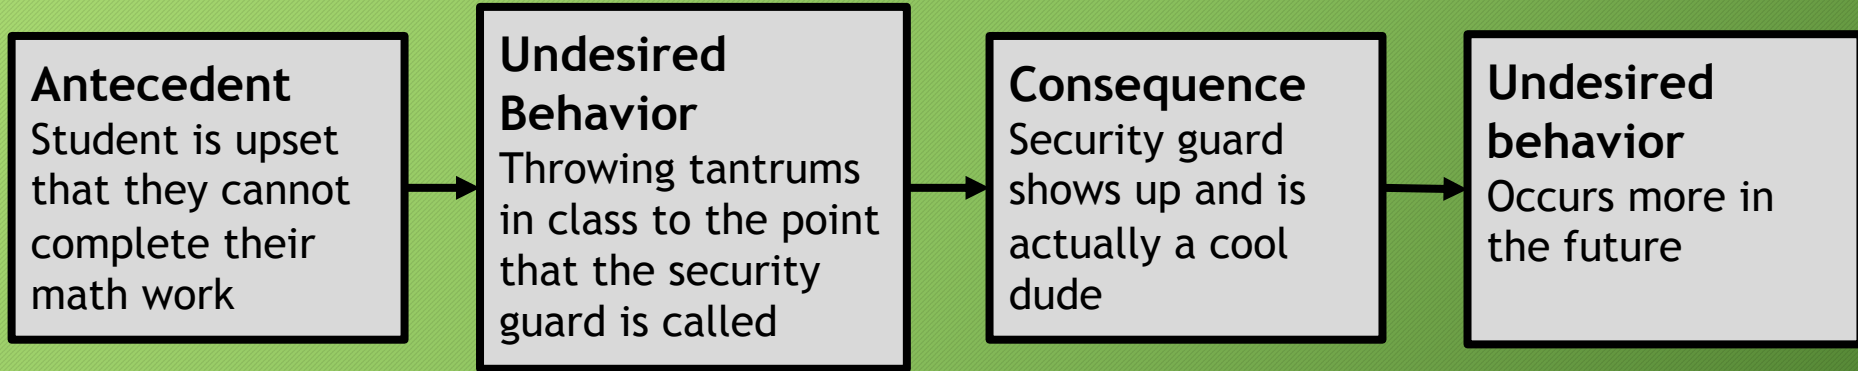 Antecedent
Student is upset
that they cannot
complete their
math work
Undesired
Behavior
Throwing tantrums
in class to the point
that the security
guard is called
Consequence
Security guard
shows up and is
actually a cool
dude
Undesired
behavior
Occurs more in
the future